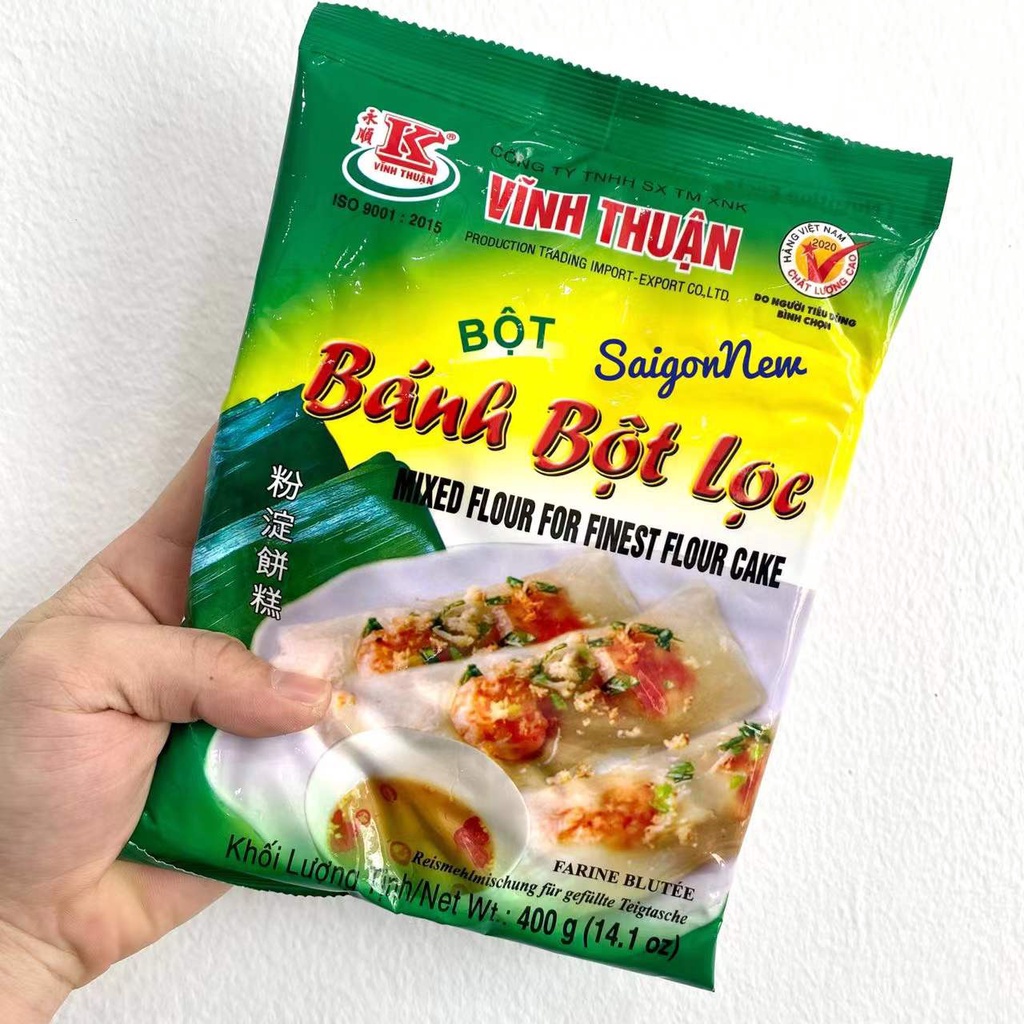 永順
K®
VĨNH THUẬN
ISO 9001 : 2015
CÔNG TY TNHH SX TM XNK
VĨNH THUẬN
PRODUCTION TRADING IMPORT-EXPORT CO.,LTD.
HÀNG VIỆT NAM
2020
CHẤT LƯỢNG CAO
DO NGƯỜI TIÊU DÙNG
BÌNH CHỌN
BỘT
SaigonNew
Bánh Bột Lọc
MIXED FLOUR FOR FINEST FLOUR CAKE
粉淀餅糕
FARINE BLUTÉE
Reismehlmischung für gefüllte Teigtasche
Khối Lượng Tịnh/Net Wt.: 400 g (14.1 oz)